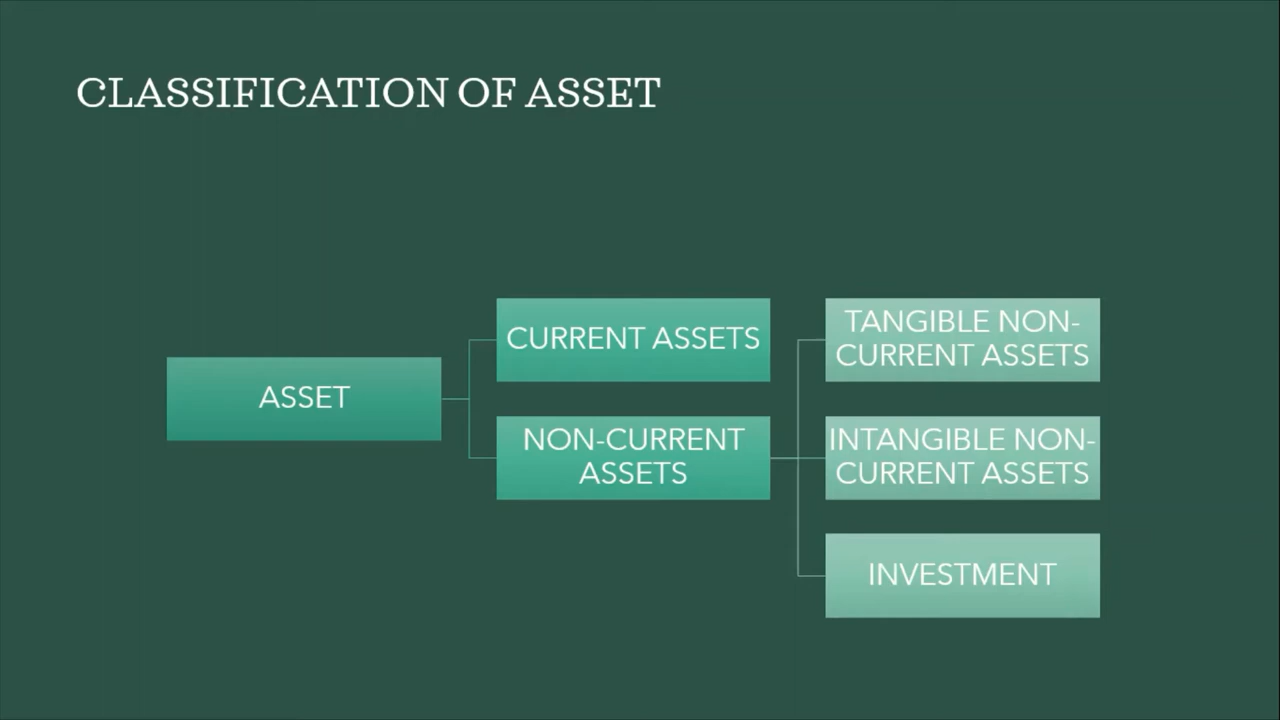 CLASSIFICATION OF ASSET
ASSET
CURRENT ASSETS
NON-CURRENT
ASSETS
TANGIBLE NON-
CURRENT ASSETS
INTANGIBLE NON-
CURRENT ASSETS
INVESTMENT